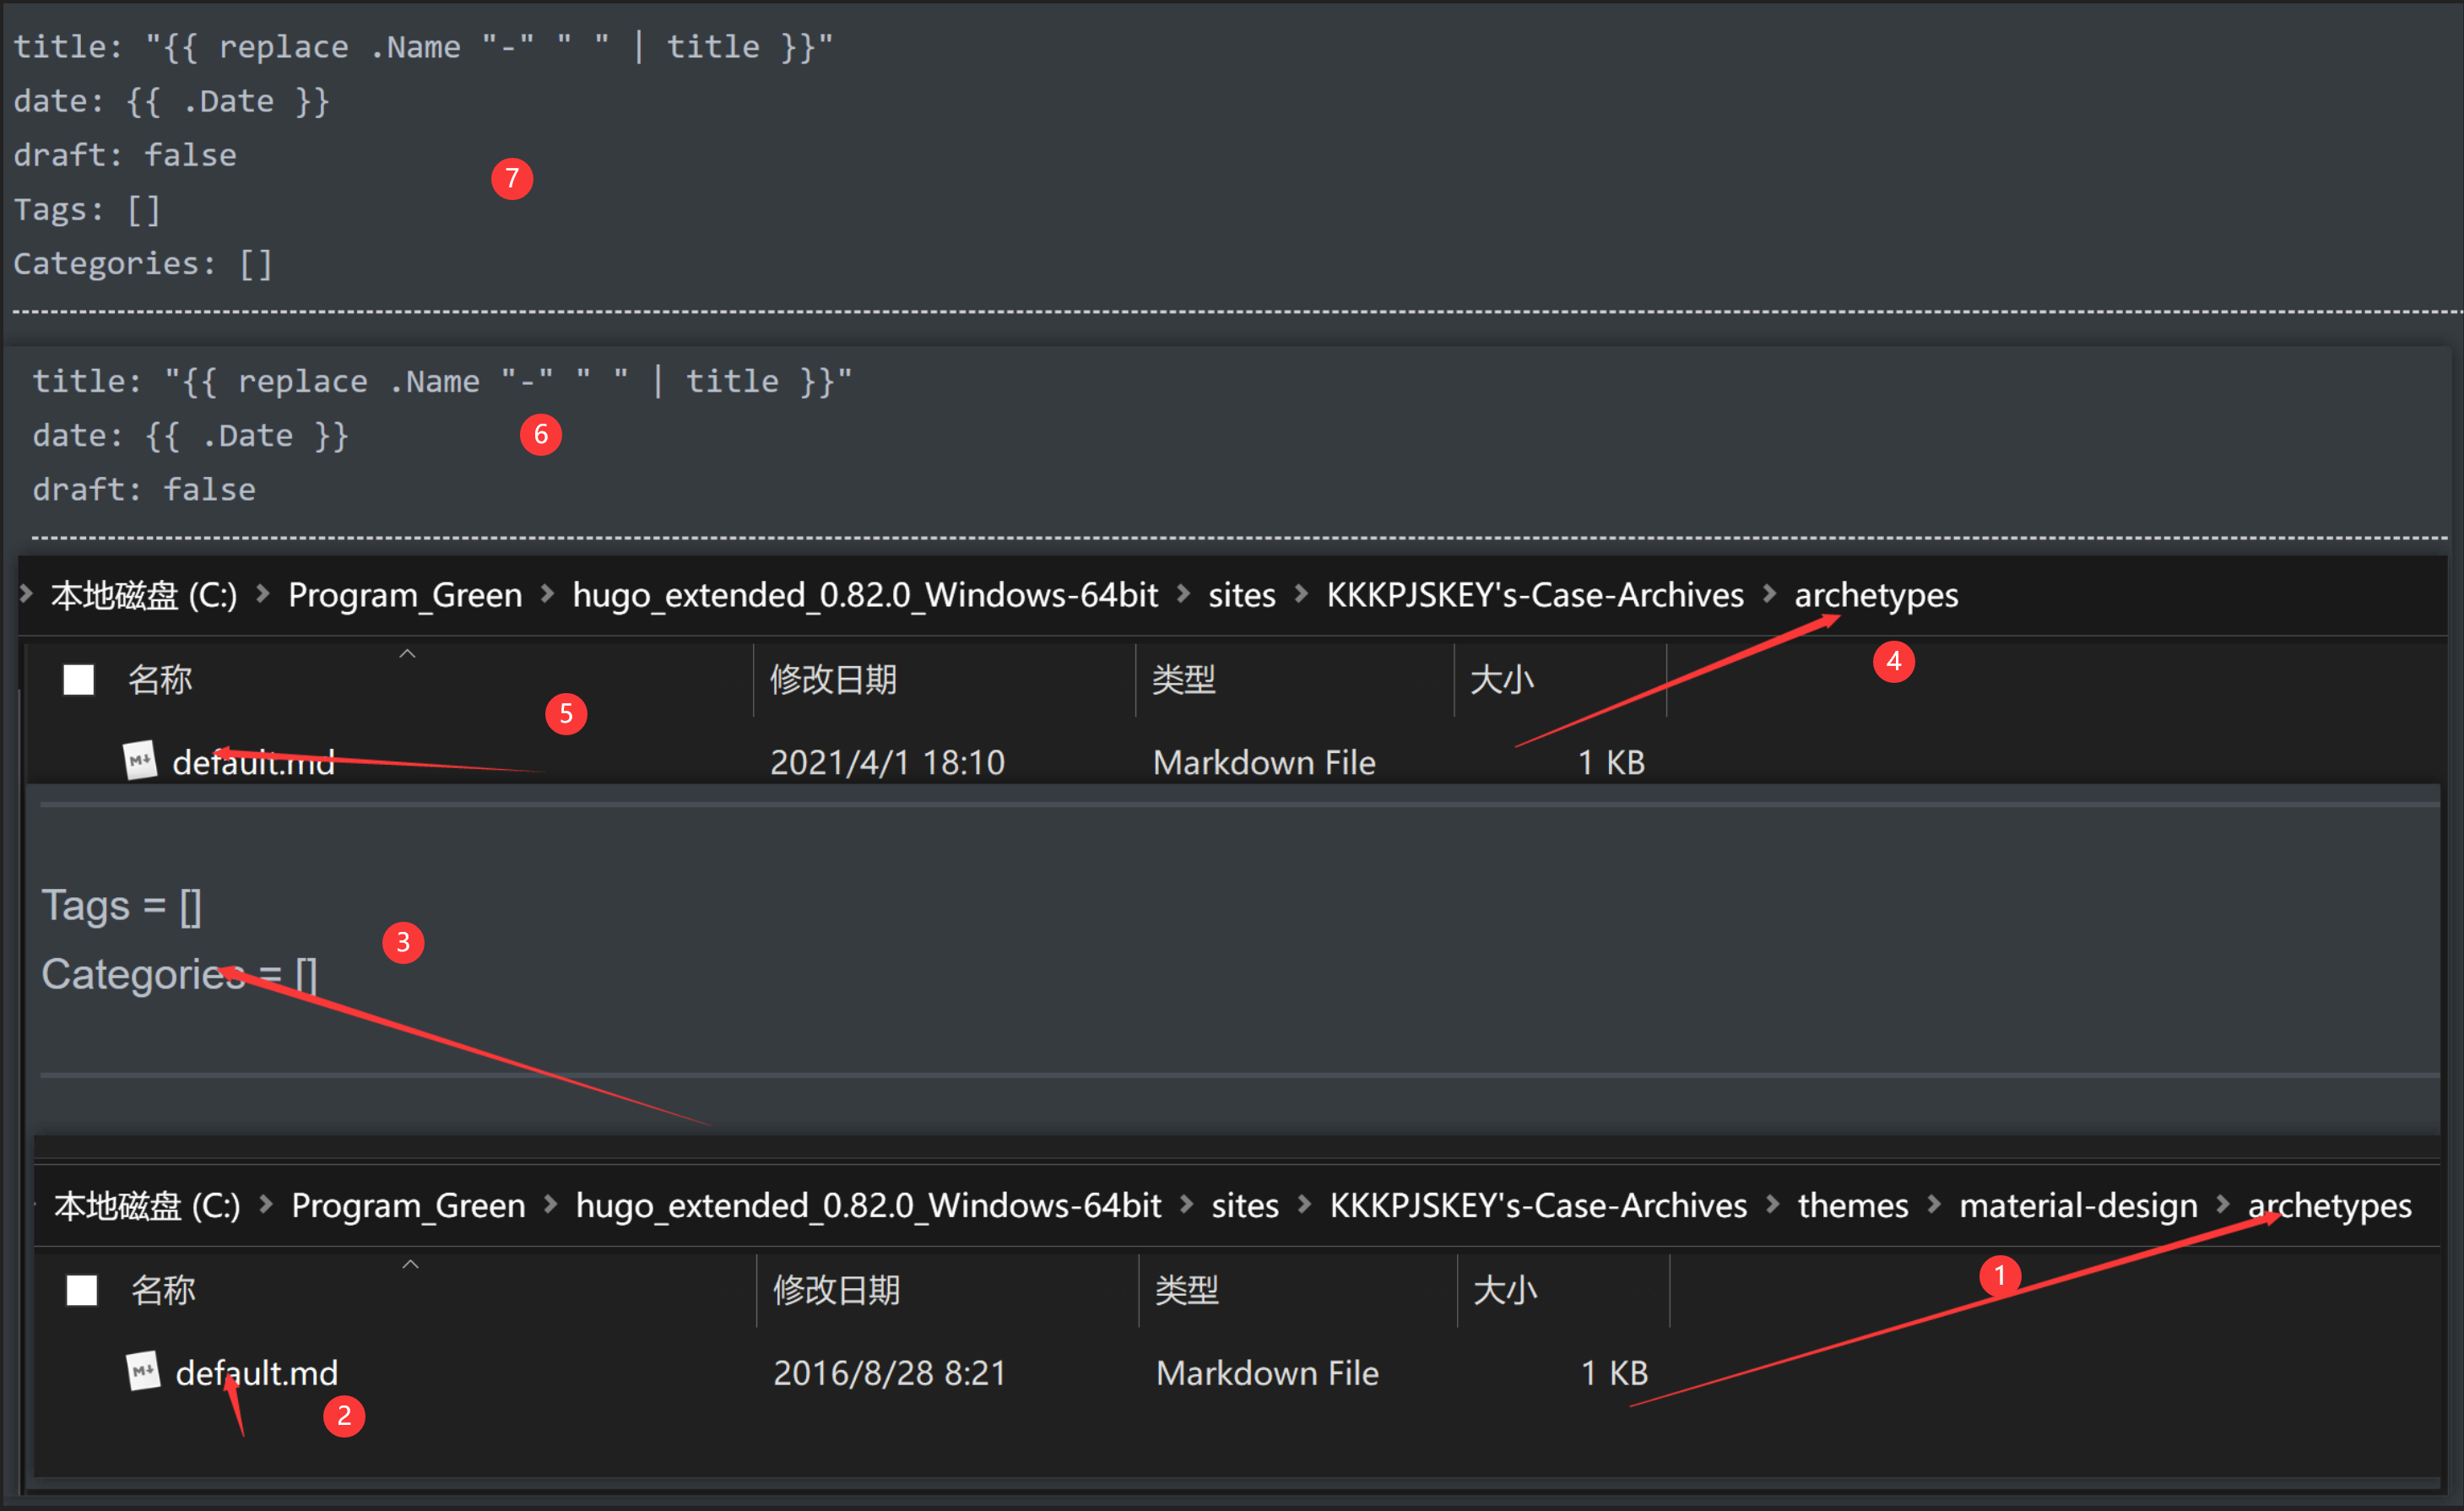 title: "{{ replace .Name "-" " " | title }}"
date: {{ .Date }}
draft: false
7
Tags: []
Categories: []
title: "{{ replace .Name "-" " " | title }}"
date: {{ .Date }}
6
draft: false
本地磁盘 (C:) > Program_Green > hugo_extended_0.82.0_Windows-64bit > sites > KKKPJSKEY's-Case-Archives > archetypes
4
名称 修改日期 类型 大小
5
default.md 2021/4/1 18:10 Markdown File 1 KB
Tags = []
3
Categories = []
本地磁盘 (C:) > Program_Green > hugo_extended_0.82.0_Windows-64bit > sites > KKKPJSKEY's-Case-Archives > themes > material-design > archetypes
1
名称 修改日期 类型 大小
default.md 2016/8/28 8:21 Markdown File 1 KB
2